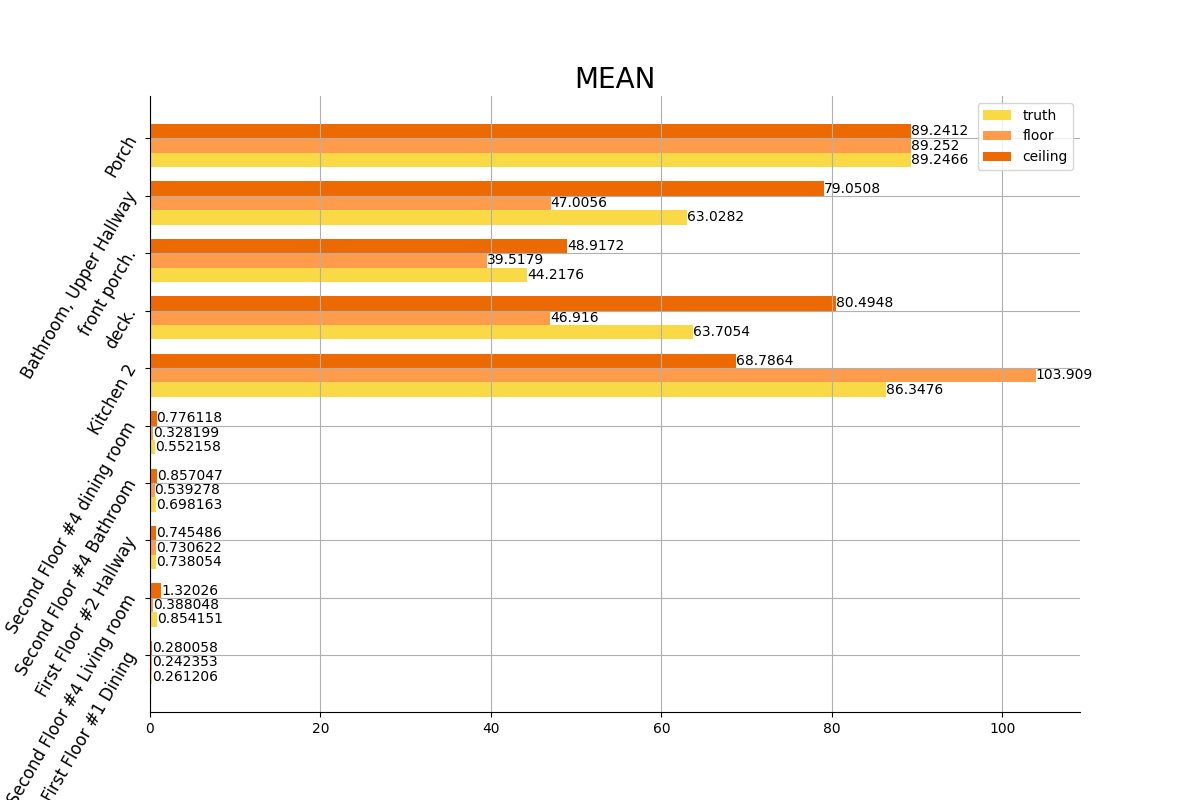 MEAN
truth
floor
ceiling
Porch
89.2412
89.252
89.2466
Bathroom, Upper Hallway
79.0508
47.0056
63.0282
front porch.
48.9172
39.5179
44.2176
deck.
80.4948
46.916
63.7054
Kitchen 2
68.7864
103.909
86.3476
Second Floor #4 dining room
0.776118
0.328199
0.552158
Second Floor #4 Bathroom
0.857047
0.539278
0.698163
First Floor #2 Hallway
0.745486
0.730622
0.738054
Second Floor #4 Living room
1.32026
0.388048
0.854151
First Floor #1 Dining
0.280058
0.242353
0.261206
0 20 40 60 80 100